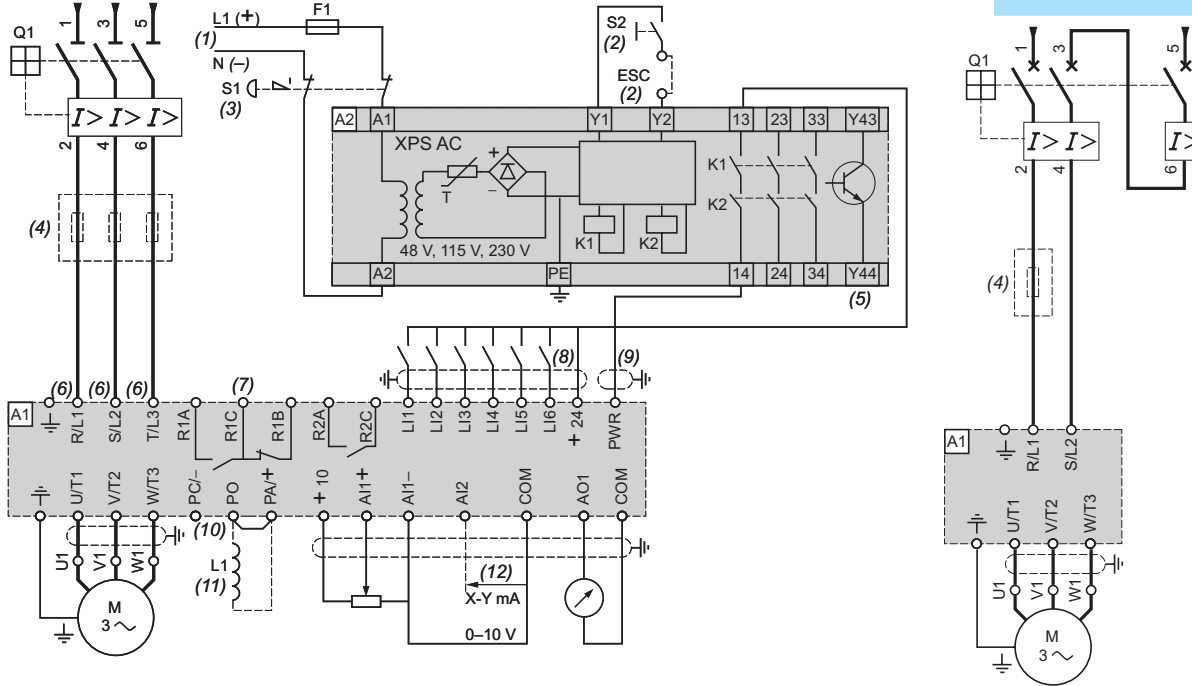 1 3 5
Q1
I> I> I>
2 4 6
(4)
L1 (+)
F1
(1)
N (–)
S1
(3)
S2
(2)
ESC
(2)
A2 A1 Y1 Y2 13 23 33 Y43
XPS AC
+
–
T
K1
K2
K1 K2
48 V, 115 V, 230 V
A2 PE 14 24 34 Y44
(5)
(8) (9)
(6) (6) (6) (7)
A1
R/L1 S/L2 T/L3 R1A R1C R1B R2A R2C LI1 LI2 LI3 LI4 LI5 LI6 + 24 PWR
U/T1 V/T2 W/T3 PC/– PO PA/+ + 10 AI1+ AI1– AI2 COM AO1 COM
(10)
U1 V1 W1
L1
(11)
(12)
X-Y mA
0–10 V
M
3
1 3 5
Q1
I> I> I>
2 4 6
(4)
A1
R/L1 S/L2
U/T1 V/T2 W/T3
U1 V1 W1
M
3